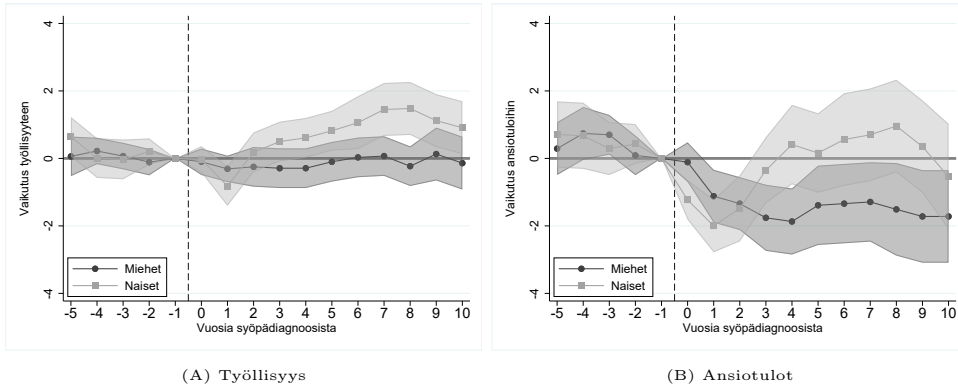 4
2
0
-2
-4
Vaikutus työllisyyteen
Miehet
Naiset
-5 -4 -3 -2 -1 0 1 2 3 4 5 6 7 8 9 10
Vuosia syöpädiagnoosista
(A) Työllisyys
4
2
0
-2
-4
Vaikutus ansiotuloihin
Miehet
Naiset
-5 -4 -3 -2 -1 0 1 2 3 4 5 6 7 8 9 10
Vuosia syöpädiagnoosista
(B) Ansiotulot